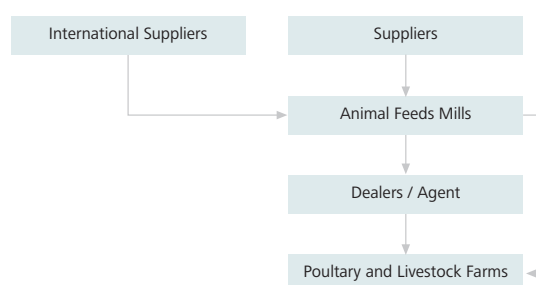 International Suppliers
Suppliers
Animal Feeds Mills
Dealers / Agent
Poultary and Livestock Farms